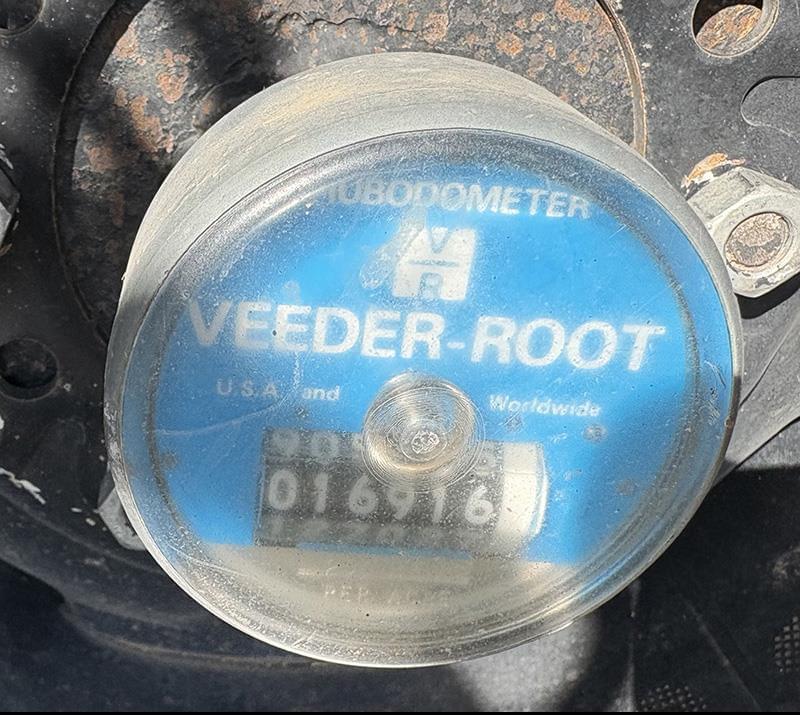 HUBODOMETER
V
R
VEEDER-ROOT
U.S.A. and Worldwide
016916